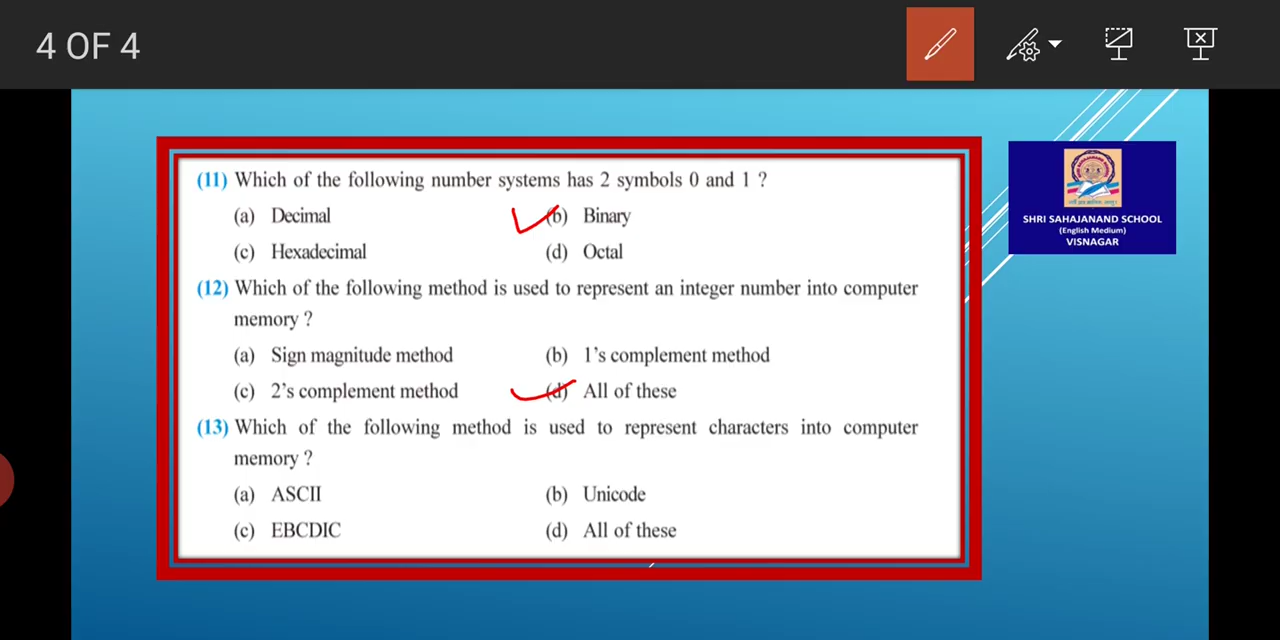 4 OF 4
(11) Which of the following number systems has 2 symbols 0 and 1 ?
(a) Decimal (b) Binary
(c) Hexadecimal (d) Octal
(12) Which of the following method is used to represent an integer number into computer
memory ?
(a) Sign magnitude method (b) 1's complement method
(c) 2's complement method (d) All of these
(13) Which of the following method is used to represent characters into computer
memory ?
(a) ASCII (b) Unicode
(c) EBCDIC (d) All of these
SHRI SAHAJANAND SCHOOL
(English Medium)
VISNAGAR